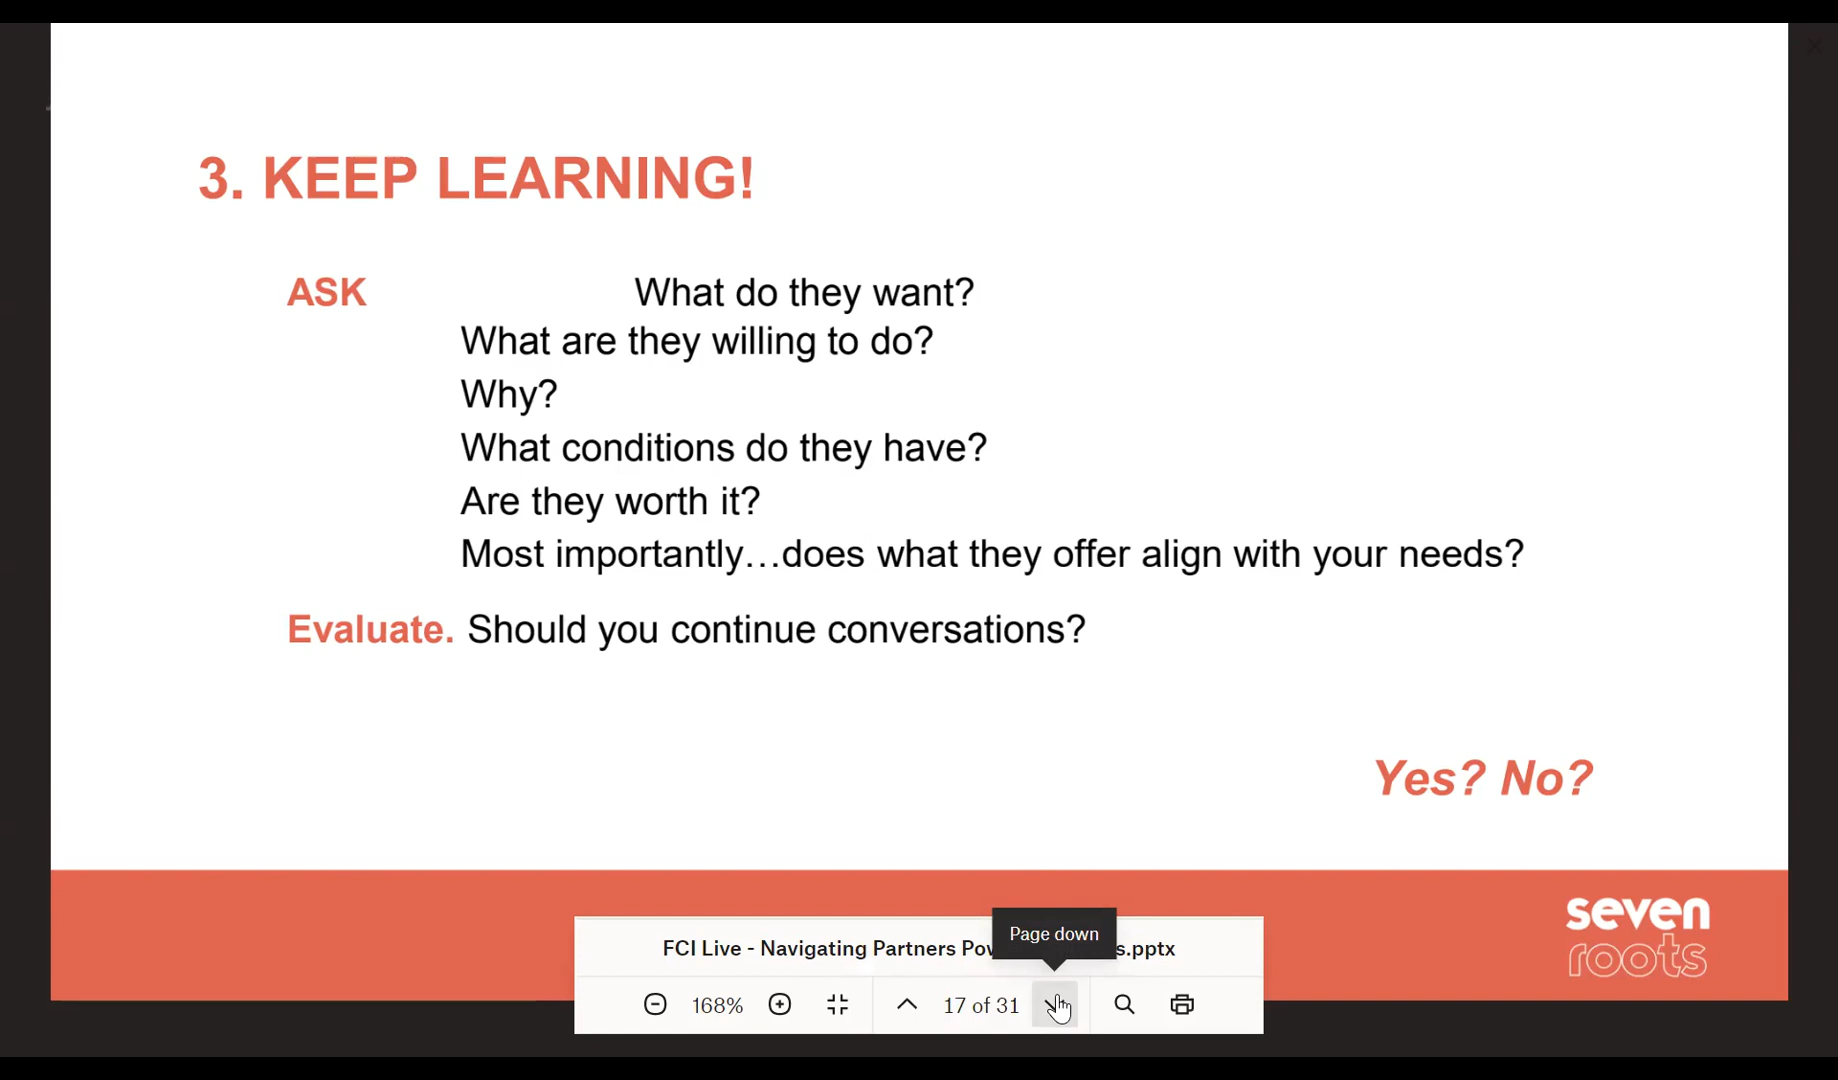 3. KEEP LEARNING!
ASK What do they want?
What are they willing to do?
Why?
What conditions do they have?
Are they worth it?
Most importantly…does what they offer align with your needs?
Evaluate. Should you continue conversations?
Yes? No?
seven
roots
Page down
FCI Live - Navigating Partners s.pptx
168% 17 of 31